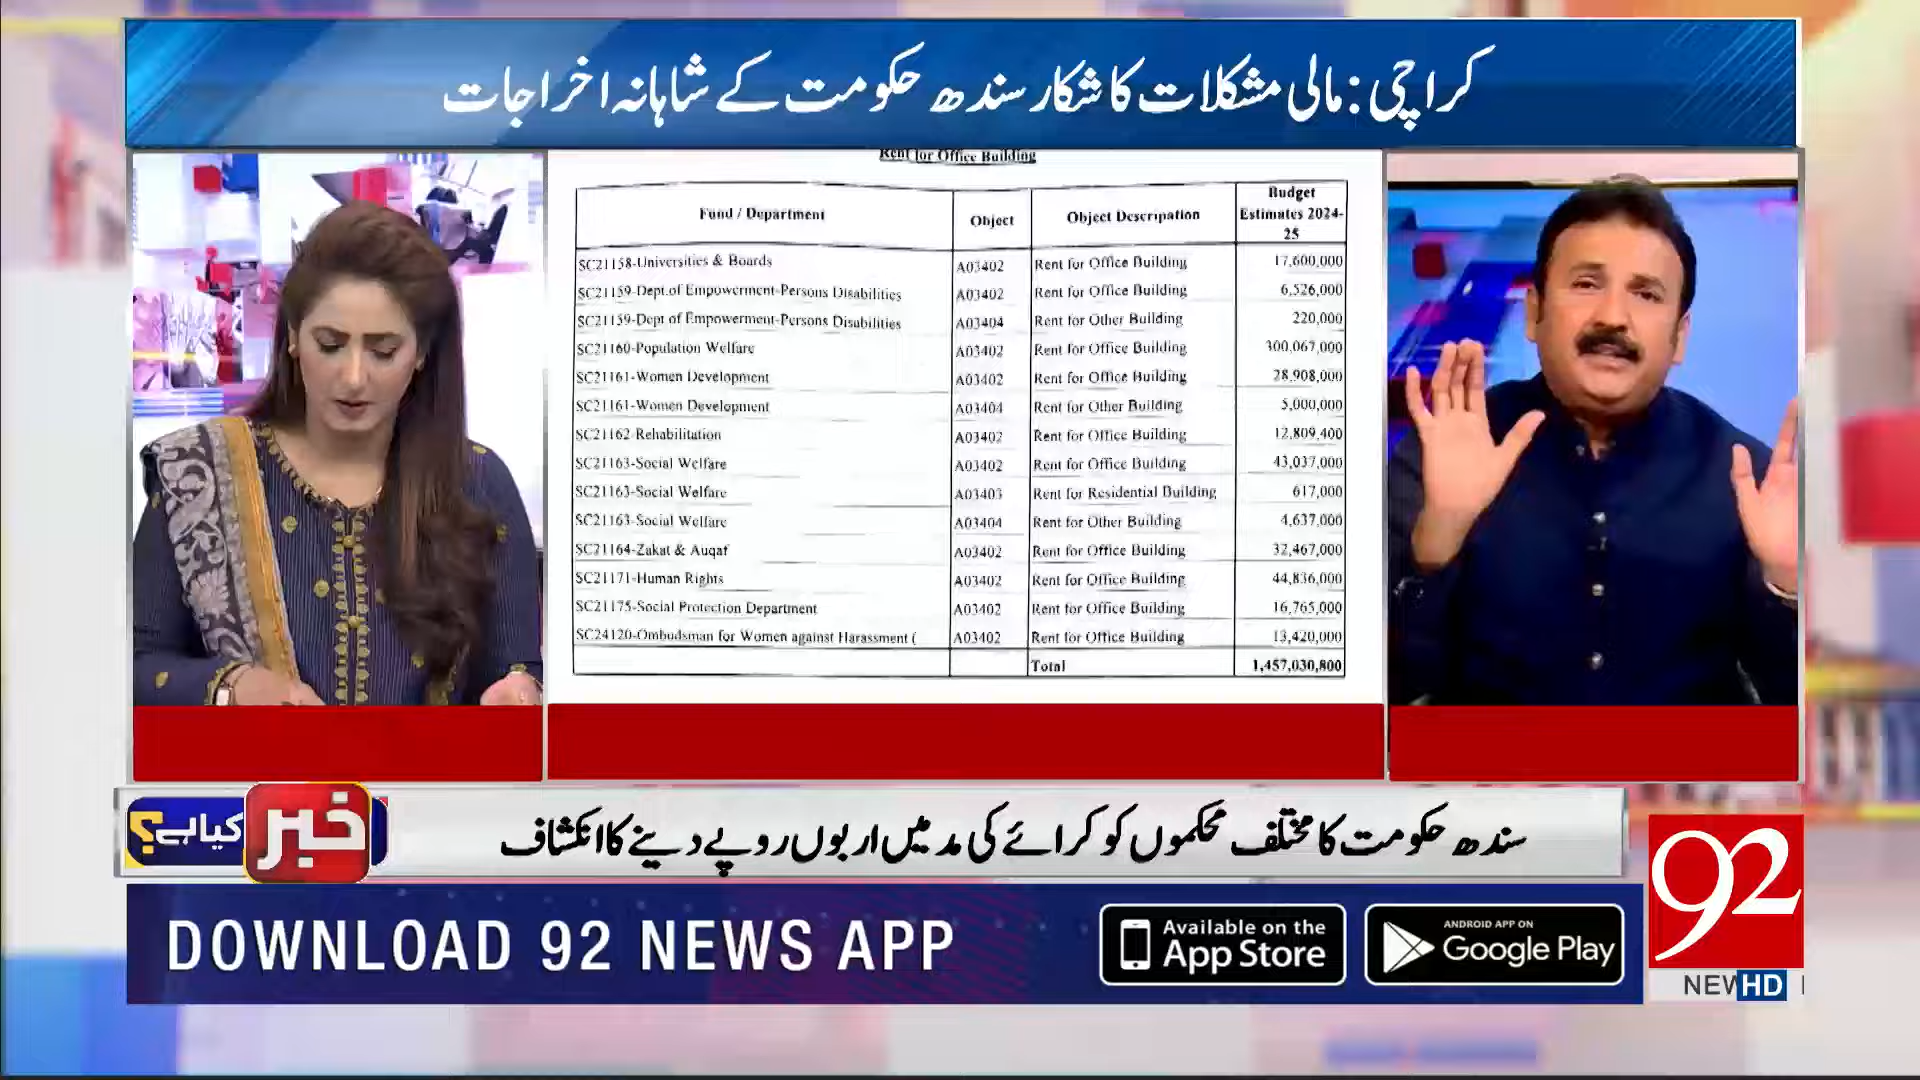 کراچی: مالی مشکلات کا شکار سندھ حکومت کے شاہانہ اخراجات
Rent for Office Building
Fund / Department Object Object Description Budget Estimates 2024-25
SC21158-Universities & Boards A03402 Rent for Office Building 17,600,000
SC21159-Dept.of Empowerment-Persons Disabilities A03402 Rent for Office Building 6,526,000
SC21159-Dept of Empowerment-Persons Disabilities A03404 Rent for Other Building 220,000
SC21160-Population Welfare A03402 Rent for Office Building 300,067,000
SC21161-Women Development A03402 Rent for Office Building 28,908,000
SC21161-Women Development A03404 Rent for Other Building 5,000,000
SC21162-Rehabilitation A03402 Rent for Office Building 12,809,400
SC21163-Social Welfare A03402 Rent for Office Building 43,037,000
SC21163-Social Welfare A03403 Rent for Residential Building 617,000
SC21163-Social Welfare A03404 Rent for Other Building 4,637,000
SC21164-Zakat & Auqaf A03402 Rent for Office Building 32,467,000
SC21171-Human Rights A03402 Rent for Office Building 44,836,000
SC21175-Social Protection Department A03402 Rent for Office Building 16,765,000
SC24120-Ombudsman for Women against Harassment ( A03402 Rent for Office Building 13,420,000
Total 1,457,030,800
خبر کیا ہے؟
سندھ حکومت کا مختلف محکموں کو کرائے کی مد میں اربوں روپے دینے کا انکشاف
92
NEW HD
DOWNLOAD 92 NEWS APP
Available on the
App Store
ANDROID APP ON
Google Play